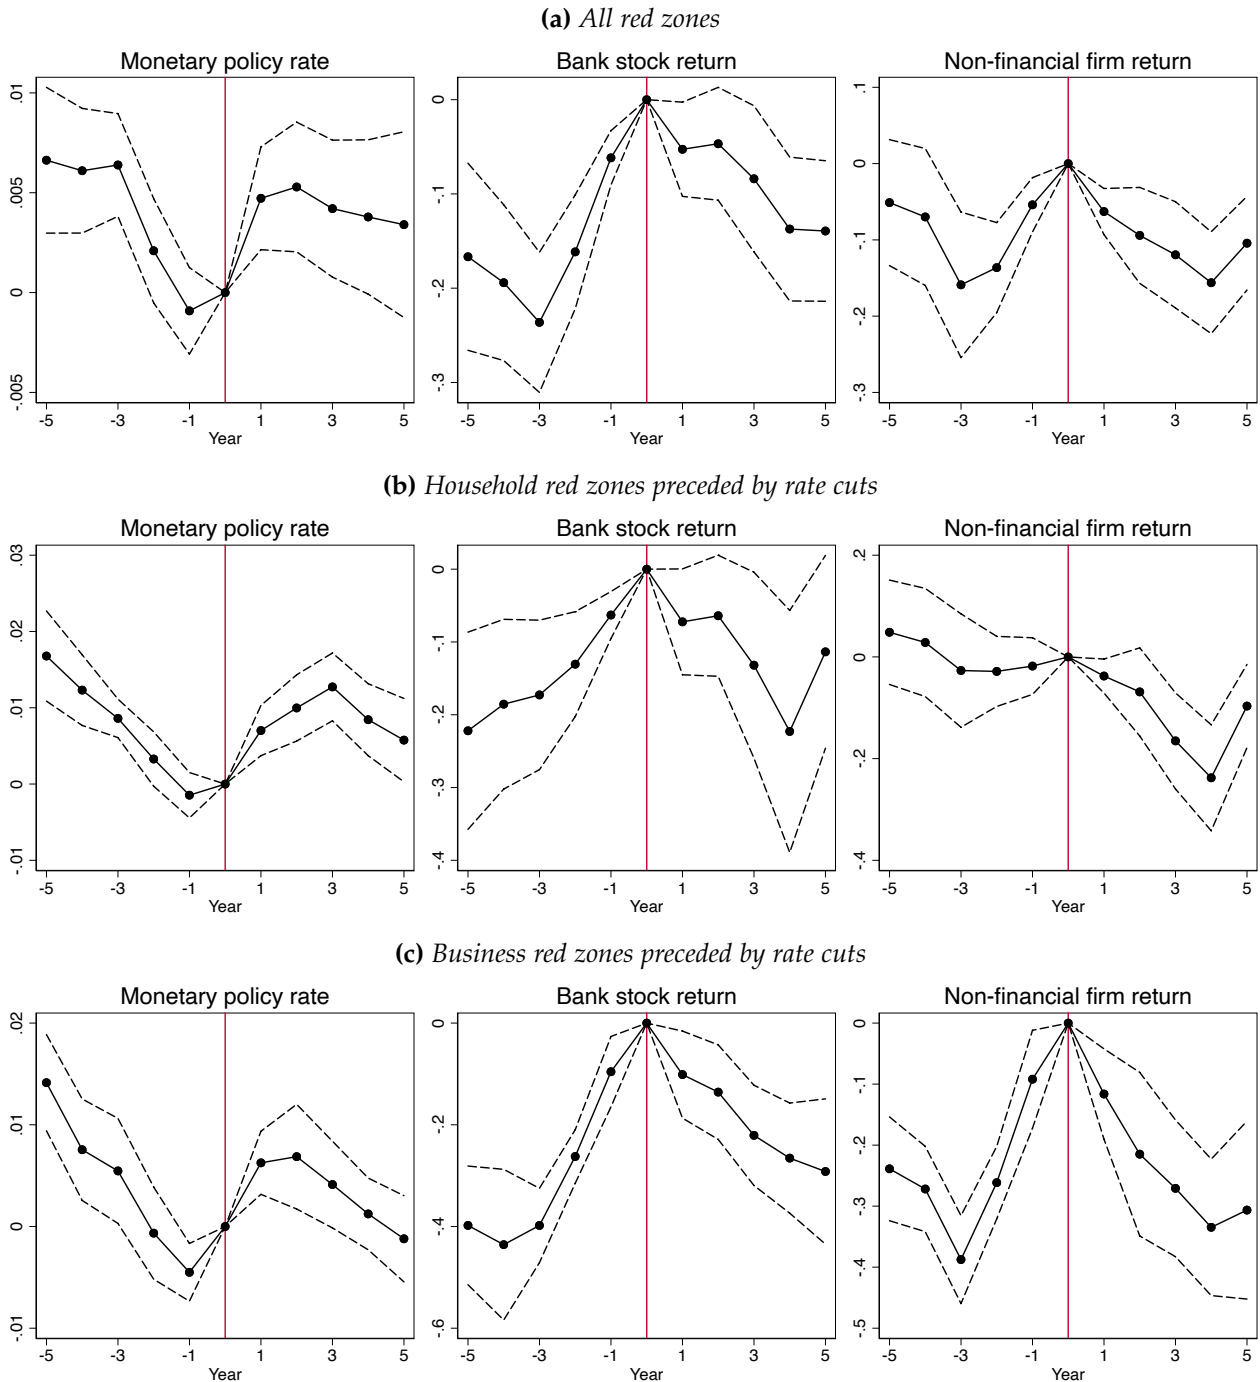 (a) All red zones
Monetary policy rate
Bank stock return
Non-financial firm return
.01
.005
0
-.005
-5 -3 -1 1 3 5
Year
0
-.1
-.2
-.3
-5 -3 -1 1 3 5
Year
.1
0
-.1
-.2
-.3
-5 -3 -1 1 3 5
Year
(b) Household red zones preceded by rate cuts
Monetary policy rate
Bank stock return
Non-financial firm return
.03
.02
.01
0
-.01
-5 -3 -1 1 3 5
Year
0
-.1
-.2
-.3
-.4
-5 -3 -1 1 3 5
Year
.2
0
-.2
-.4
-5 -3 -1 1 3 5
Year
(c) Business red zones preceded by rate cuts
Monetary policy rate
Bank stock return
Non-financial firm return
.02
.01
0
-.01
-5 -3 -1 1 3 5
Year
0
-.2
-.4
-.6
-5 -3 -1 1 3 5
Year
0
-.1
-.2
-.3
-.4
-.5
-5 -3 -1 1 3 5
Year